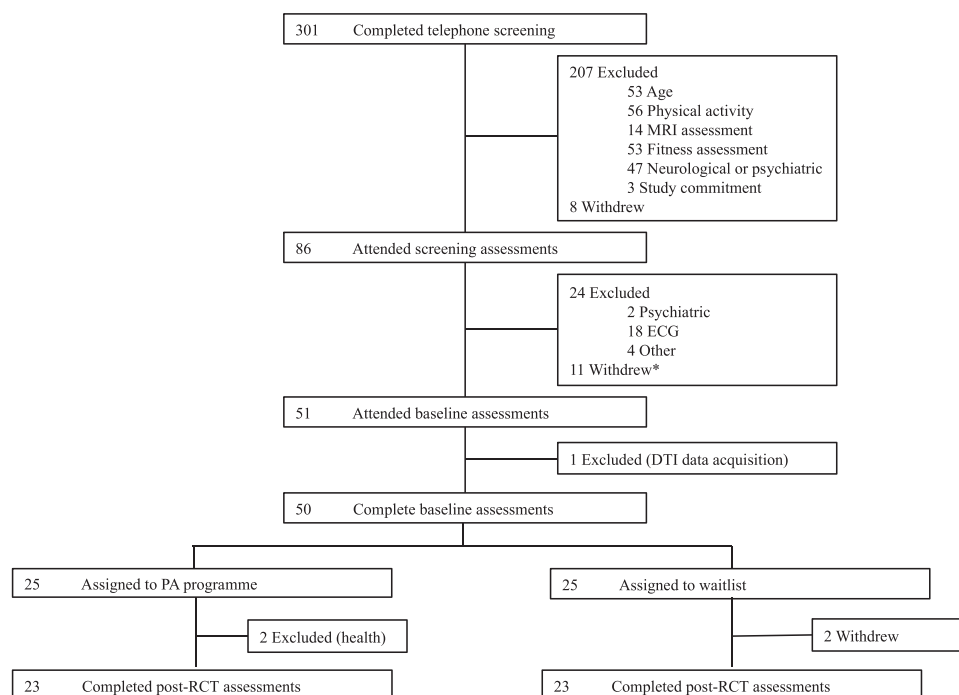 301 Completed telephone screening
207 Excluded
53 Age
56 Physical activity
14 MRI assessment
53 Fitness assessment
47 Neurological or psychiatric
3 Study commitment
8 Withdrew
86 Attended screening assessments
24 Excluded
2 Psychiatric
18 ECG
4 Other
11 Withdrew*
51 Attended baseline assessments
1 Excluded (DTI data acquisition)
50 Complete baseline assessments
25 Assigned to PA programme
25 Assigned to waitlist
2 Excluded (health)
2 Withdrew
23 Completed post-RCT assessments
23 Completed post-RCT assessments